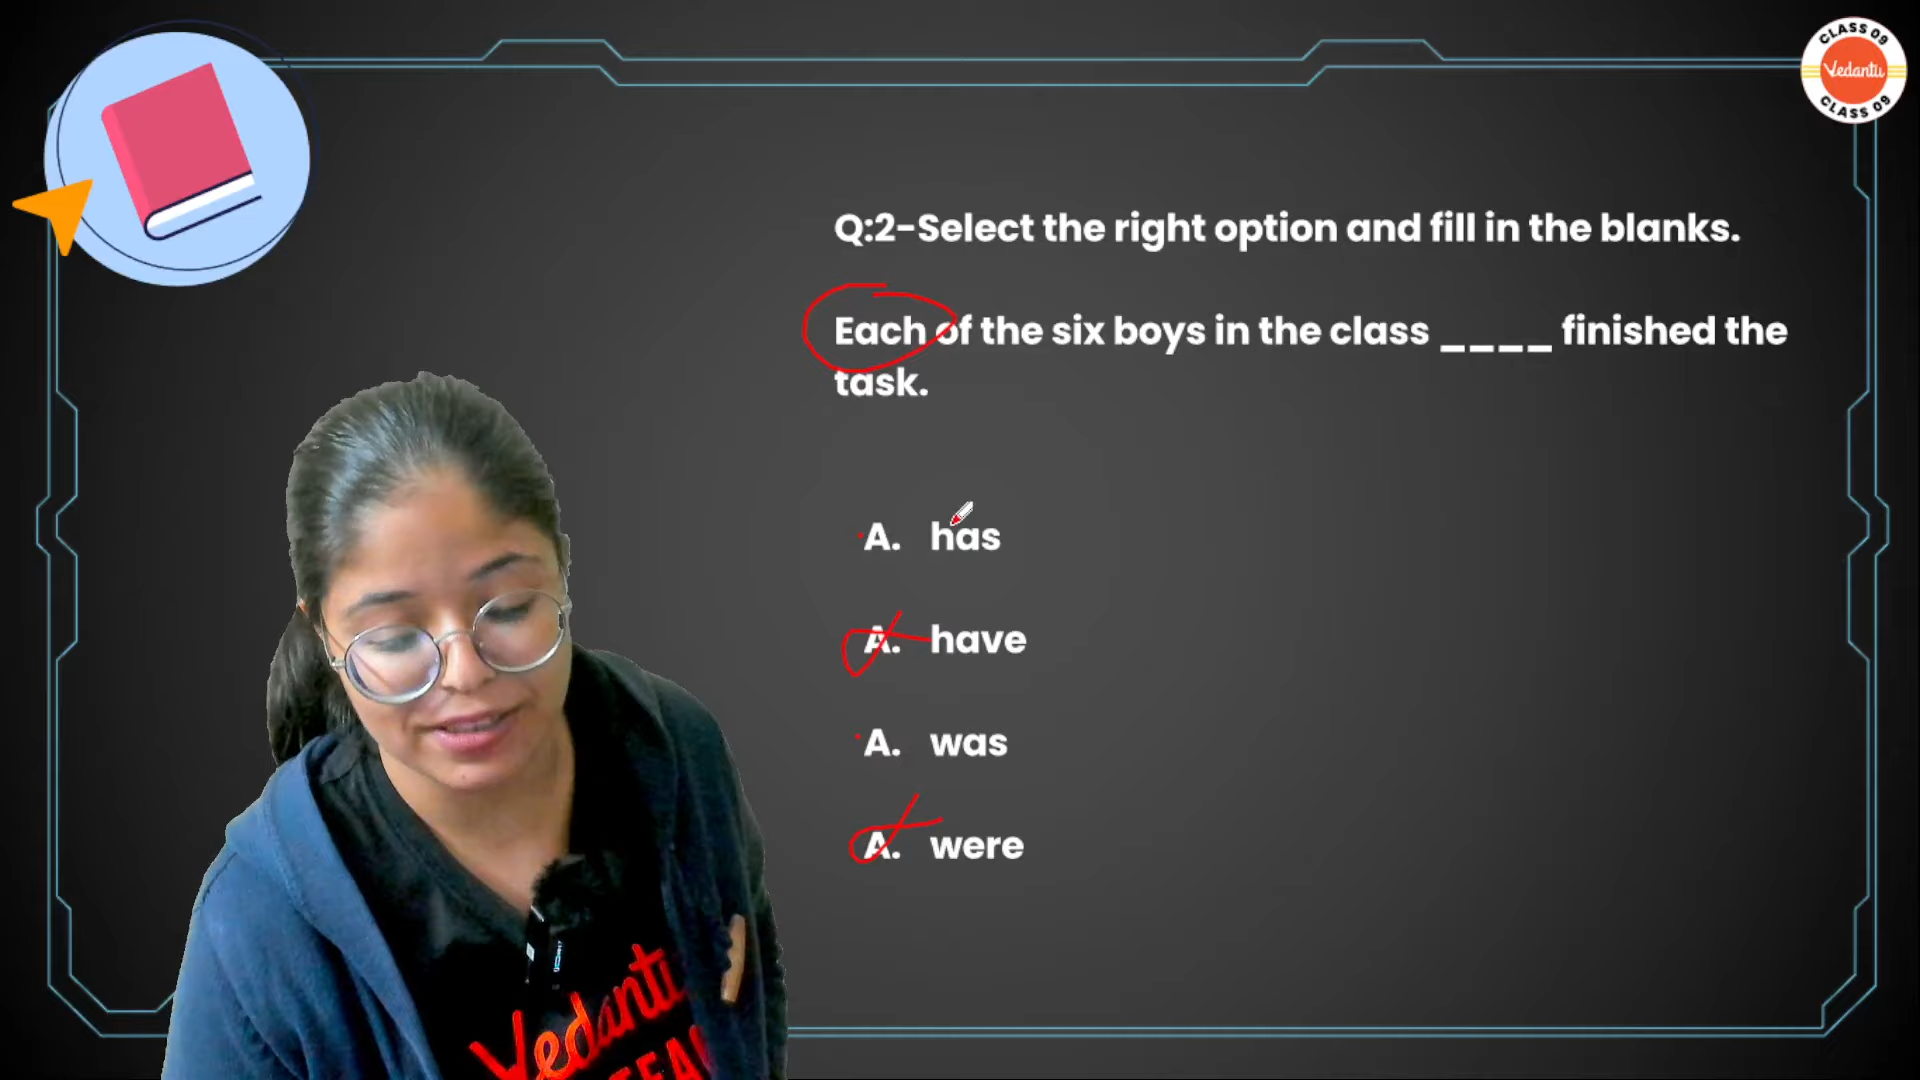 CLASS 09
Vedantu
CLASS 09
Q:2-Select the right option and fill in the blanks.
Each of the six boys in the class ____ finished the
task.
A. has
A. have
A. was
A. were
Vedantu